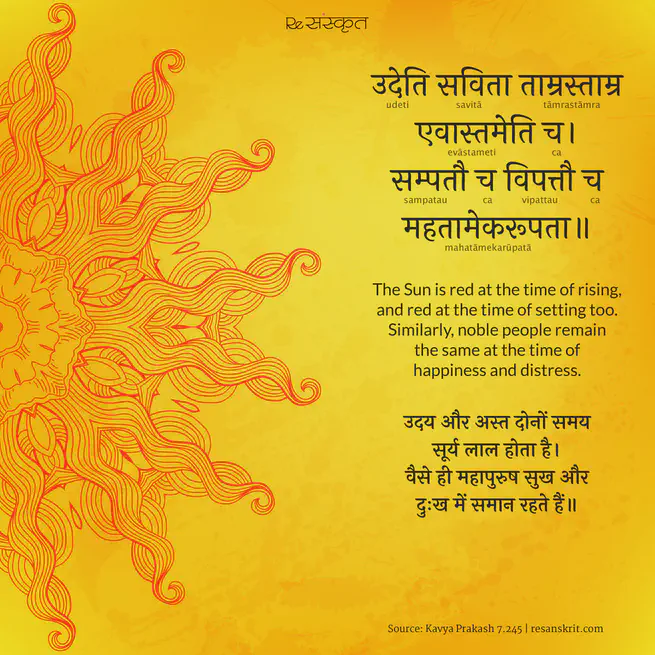 Re संस्कृत
उदेति सविता ताम्रस्ताम्र
udeti savitā tāmrastāmra
एवास्तमेति च।
evāstameti ca
सम्पतौ च विपत्तौ च
sampatau ca vipattau ca
महतामेकरूपता॥
mahatāmekarūpatā
The Sun is red at the time of rising,
and red at the time of setting too.
Similarly, noble people remain
the same at the time of
happiness and distress.
उदय और अस्त दोनों समय
सूर्य लाल होता है।
वैसे ही महापुरुष सुख और
दुःख में समान रहते हैं॥
Source: Kavya Prakash 7.245 | resanskrit.com